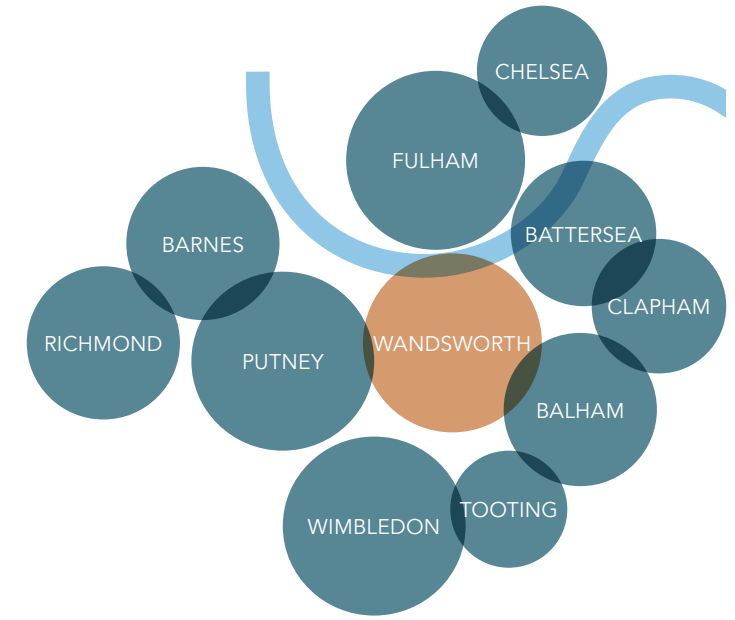 CHELSEA
FULHAM
BATTERSEA
BARNES
CLAPHAM
RICHMOND
WANDSWORTH
PUTNEY
BALHAM
TOOTING
WIMBLEDON